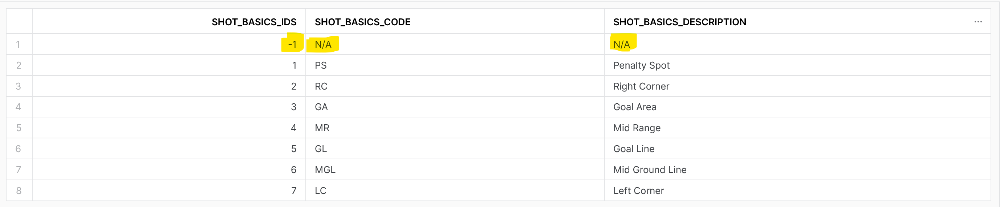 SHOT_BASICS_IDS SHOT_BASICS_CODE SHOT_BASICS_DESCRIPTION ...
1 -1 N/A N/A
2 1 PS Penalty Spot
3 2 RC Right Corner
4 3 GA Goal Area
5 4 MR Mid Range
6 5 GL Goal Line
7 6 MGL Mid Ground Line
8 7 LC Left Corner